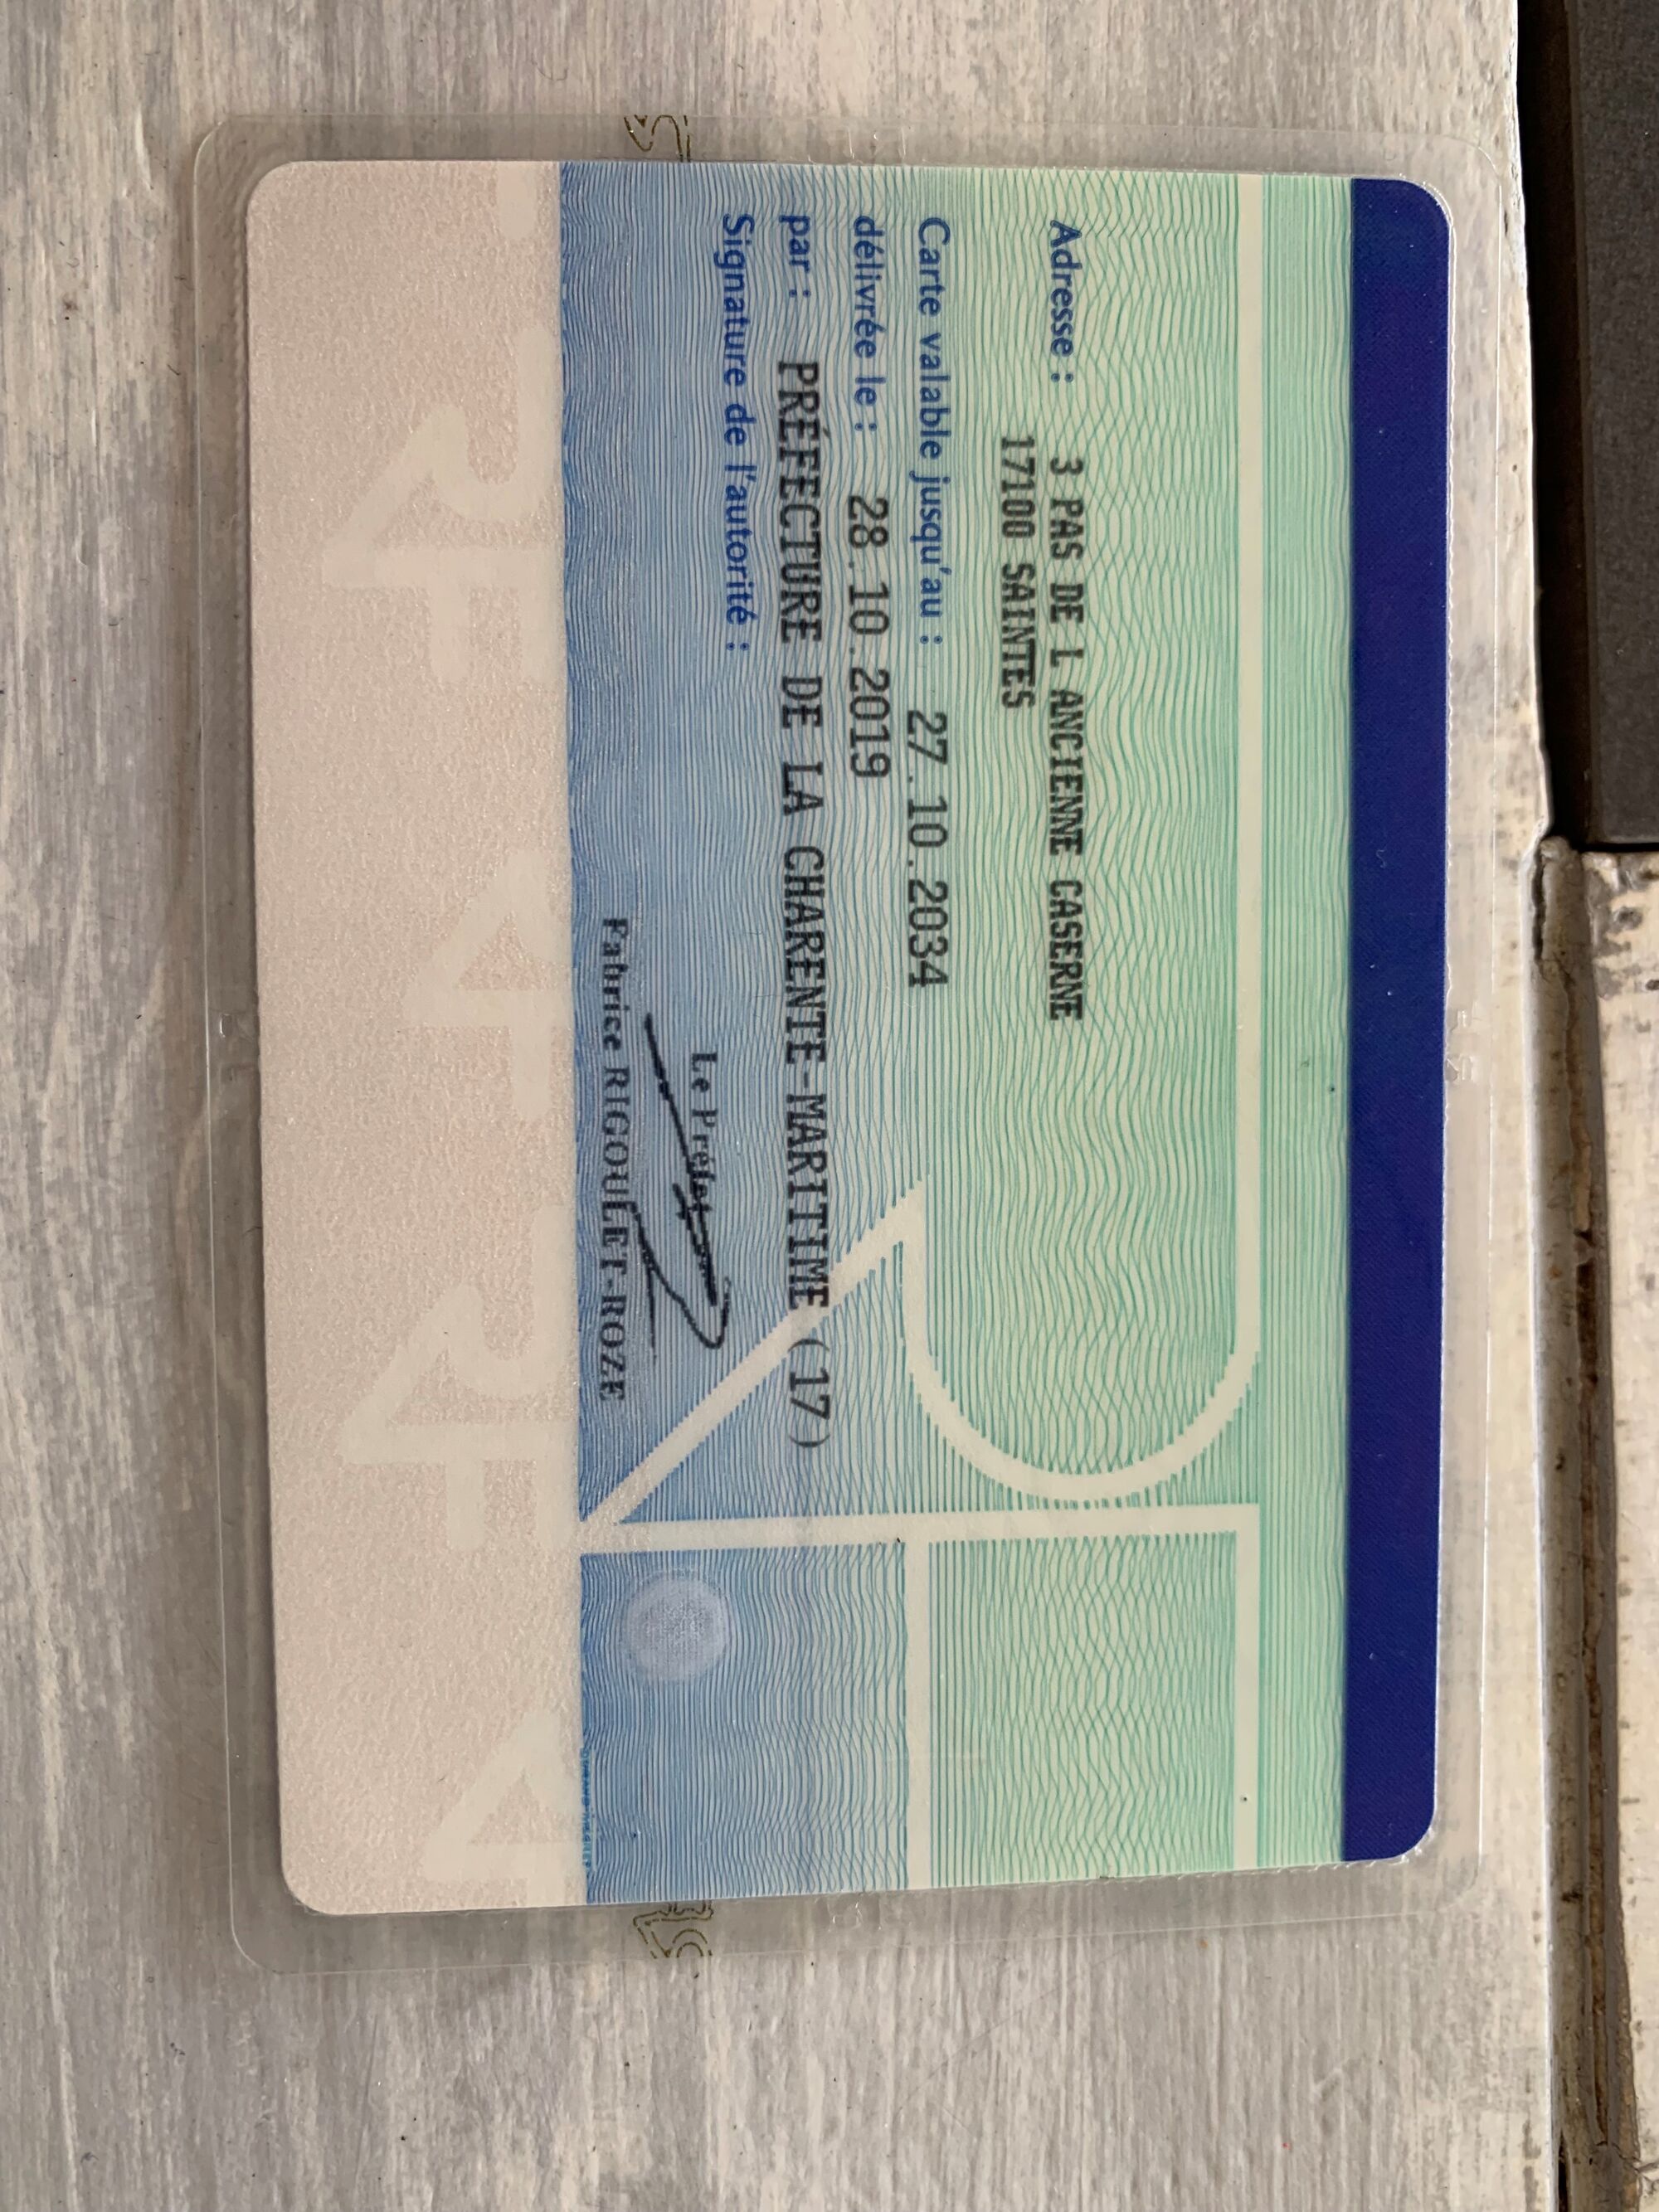 Adresse : 3 PAS DE L ANCIENNE CASERNE
17100 SAINTES
Carte valable jusqu'au : 27.10.2034
délivrée le : 28.10.2019
par : PRÉFECTURE DE LA CHARENTE-MARITIME (17)
Signature de l'autorité :
Le Préfet
Fabrice RIGOULET-ROZE
RF